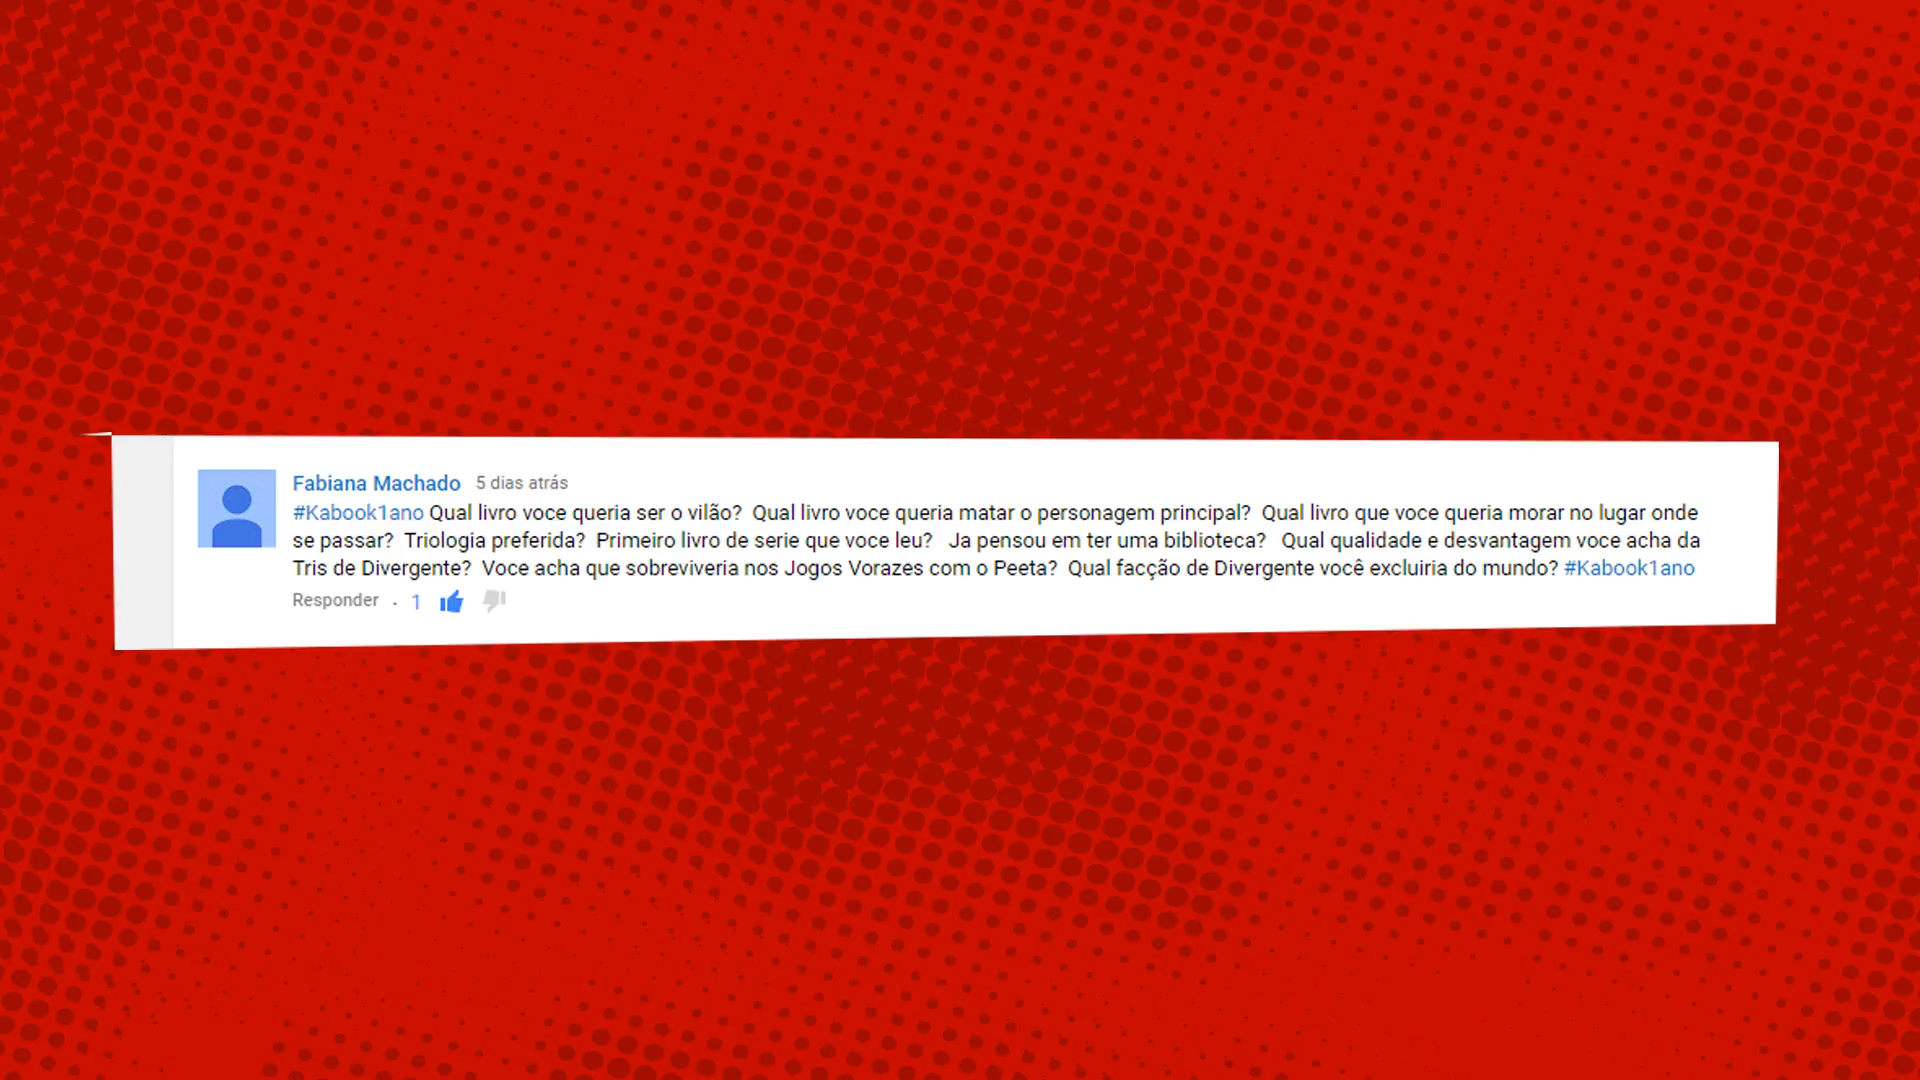 Fabiana Machado 5 dias atrás
#Kabook1ano Qual livro voce queria ser o vilão? Qual livro voce queria matar o personagem principal? Qual livro que voce queria morar no lugar onde
se passar? Triologia preferida? Primeiro livro de serie que voce leu? Ja pensou em ter uma biblioteca? Qual qualidade e desvantagem voce acha da
Tris de Divergente? Voce acha que sobreviveria nos Jogos Vorazes com o Peeta? Qual facção de Divergente você excluiria do mundo? #Kabook1ano
Responder . 1